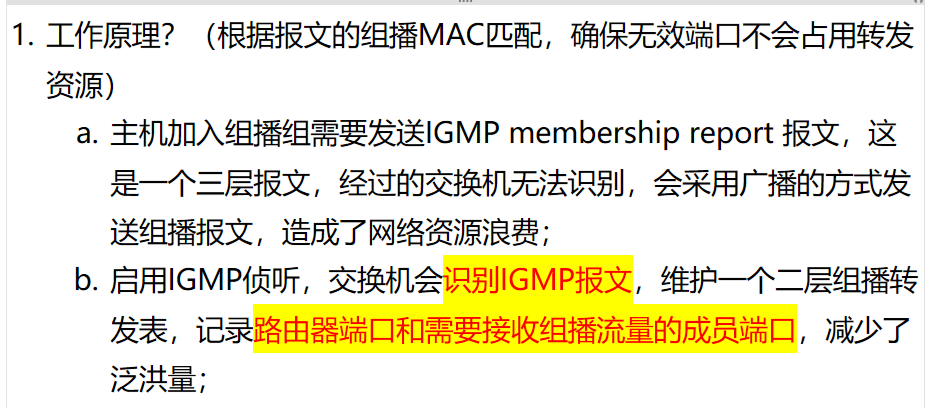 1. 工作原理？（根据报文的组播MAC匹配，确保无效端口不会占用转发
资源）
a. 主机加入组播组需要发送IGMP membership report 报文，这
是一个三层报文，经过的交换机无法识别，会采用广播的方式发
送组播报文，造成了网络资源浪费；
b. 启用IGMP侦听，交换机会识别IGMP报文，维护一个二层组播转
发表，记录路由器端口和需要接收组播流量的成员端口，减少了
泛洪量；